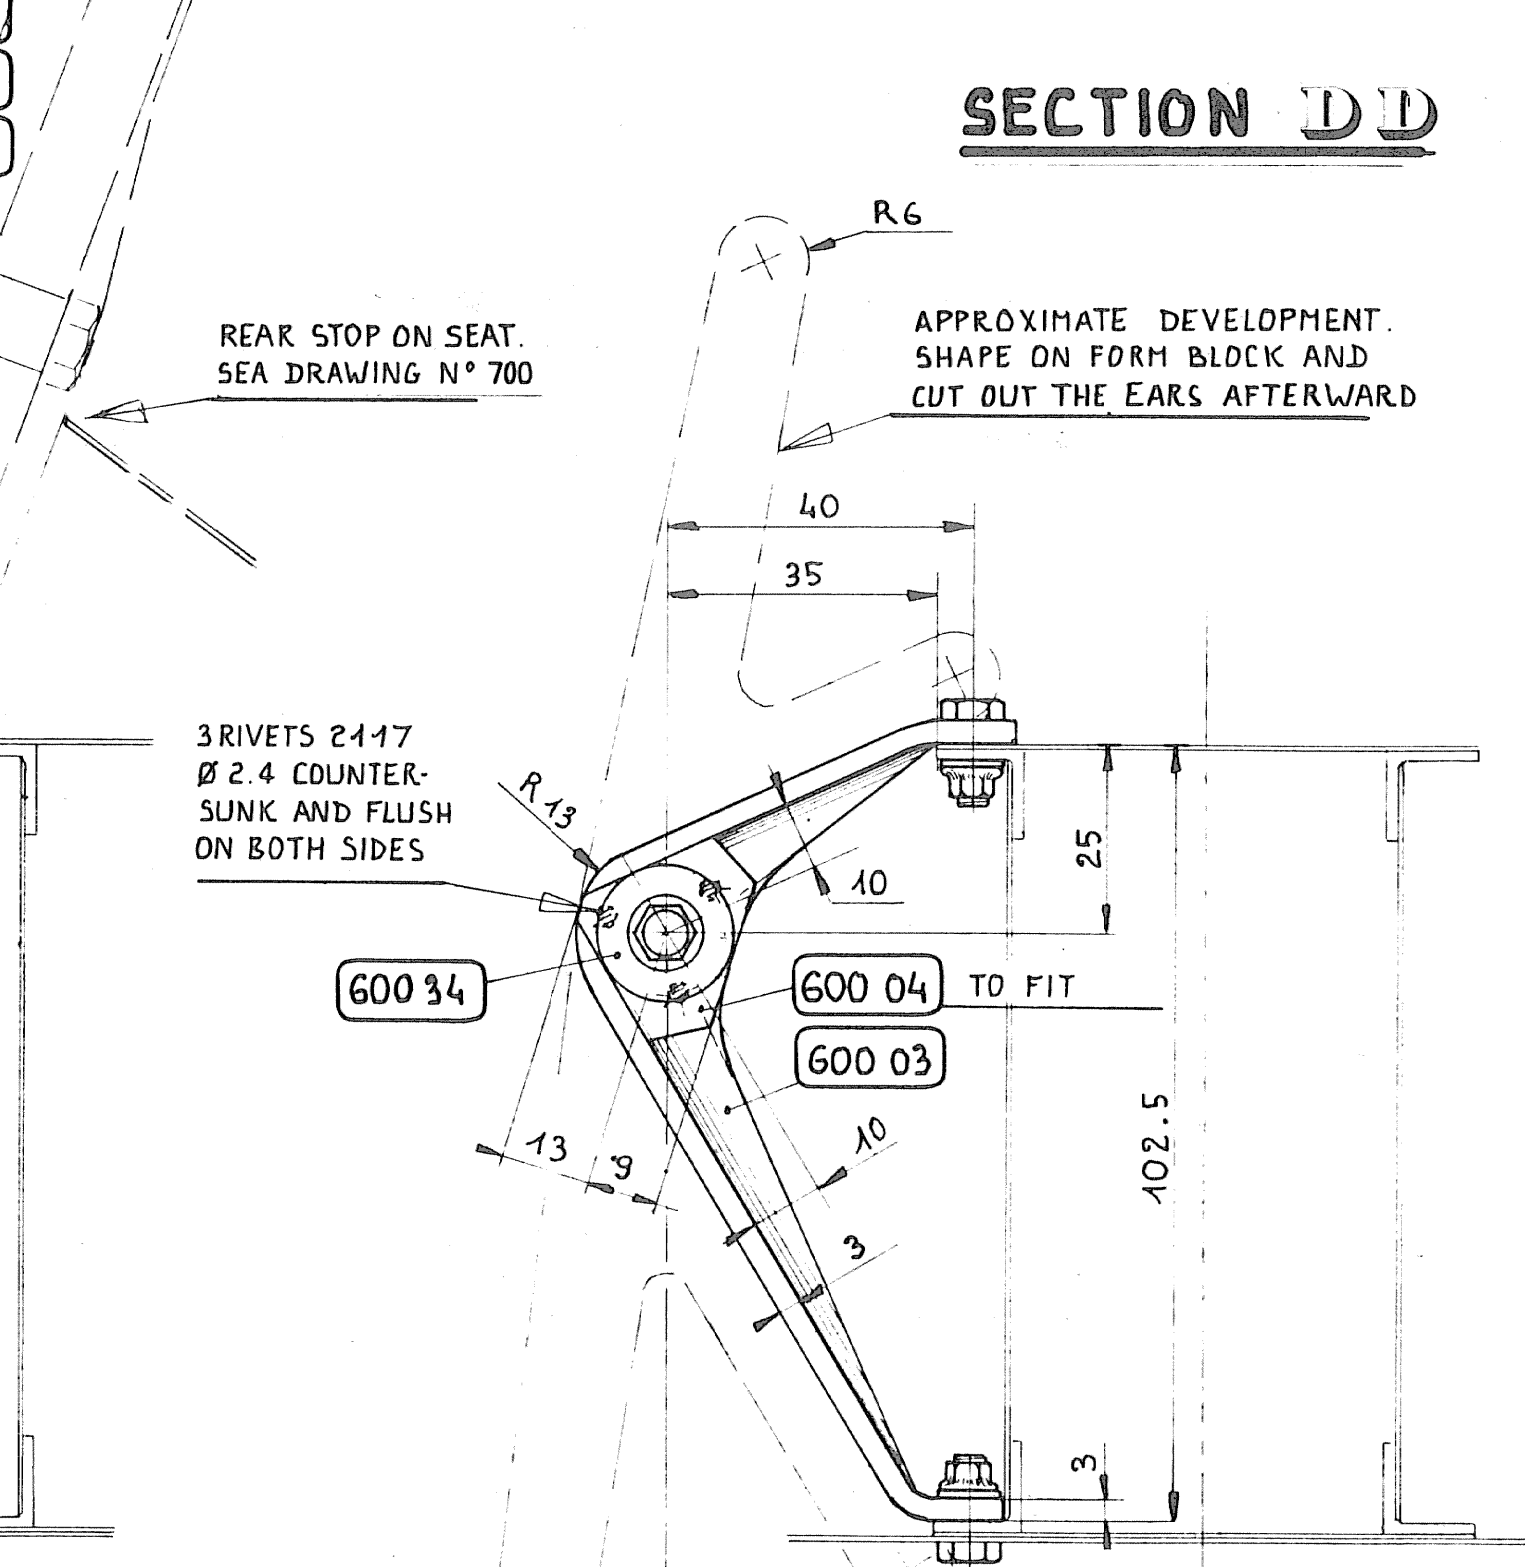 SECTION DD
R6
REAR STOP ON SEAT.
SEA DRAWING N° 700
APPROXIMATE DEVELOPMENT.
SHAPE ON FORM BLOCK AND
CUT OUT THE EARS AFTERWARD
40
35
3 RIVETS 2117
Ø 2.4 COUNTER-
SUNK AND FLUSH
ON BOTH SIDES
R 13
25
10
600 34
600 04 TO FIT
600 03
13
9
10
102.5
3
3